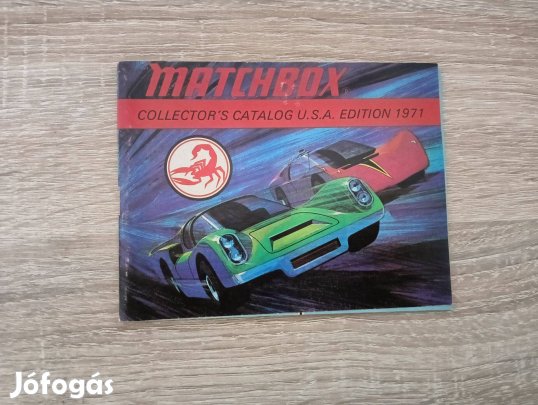 MATCHBOX
COLLECTOR'S CATALOG U.S.A. EDITION 1971
Jófogás